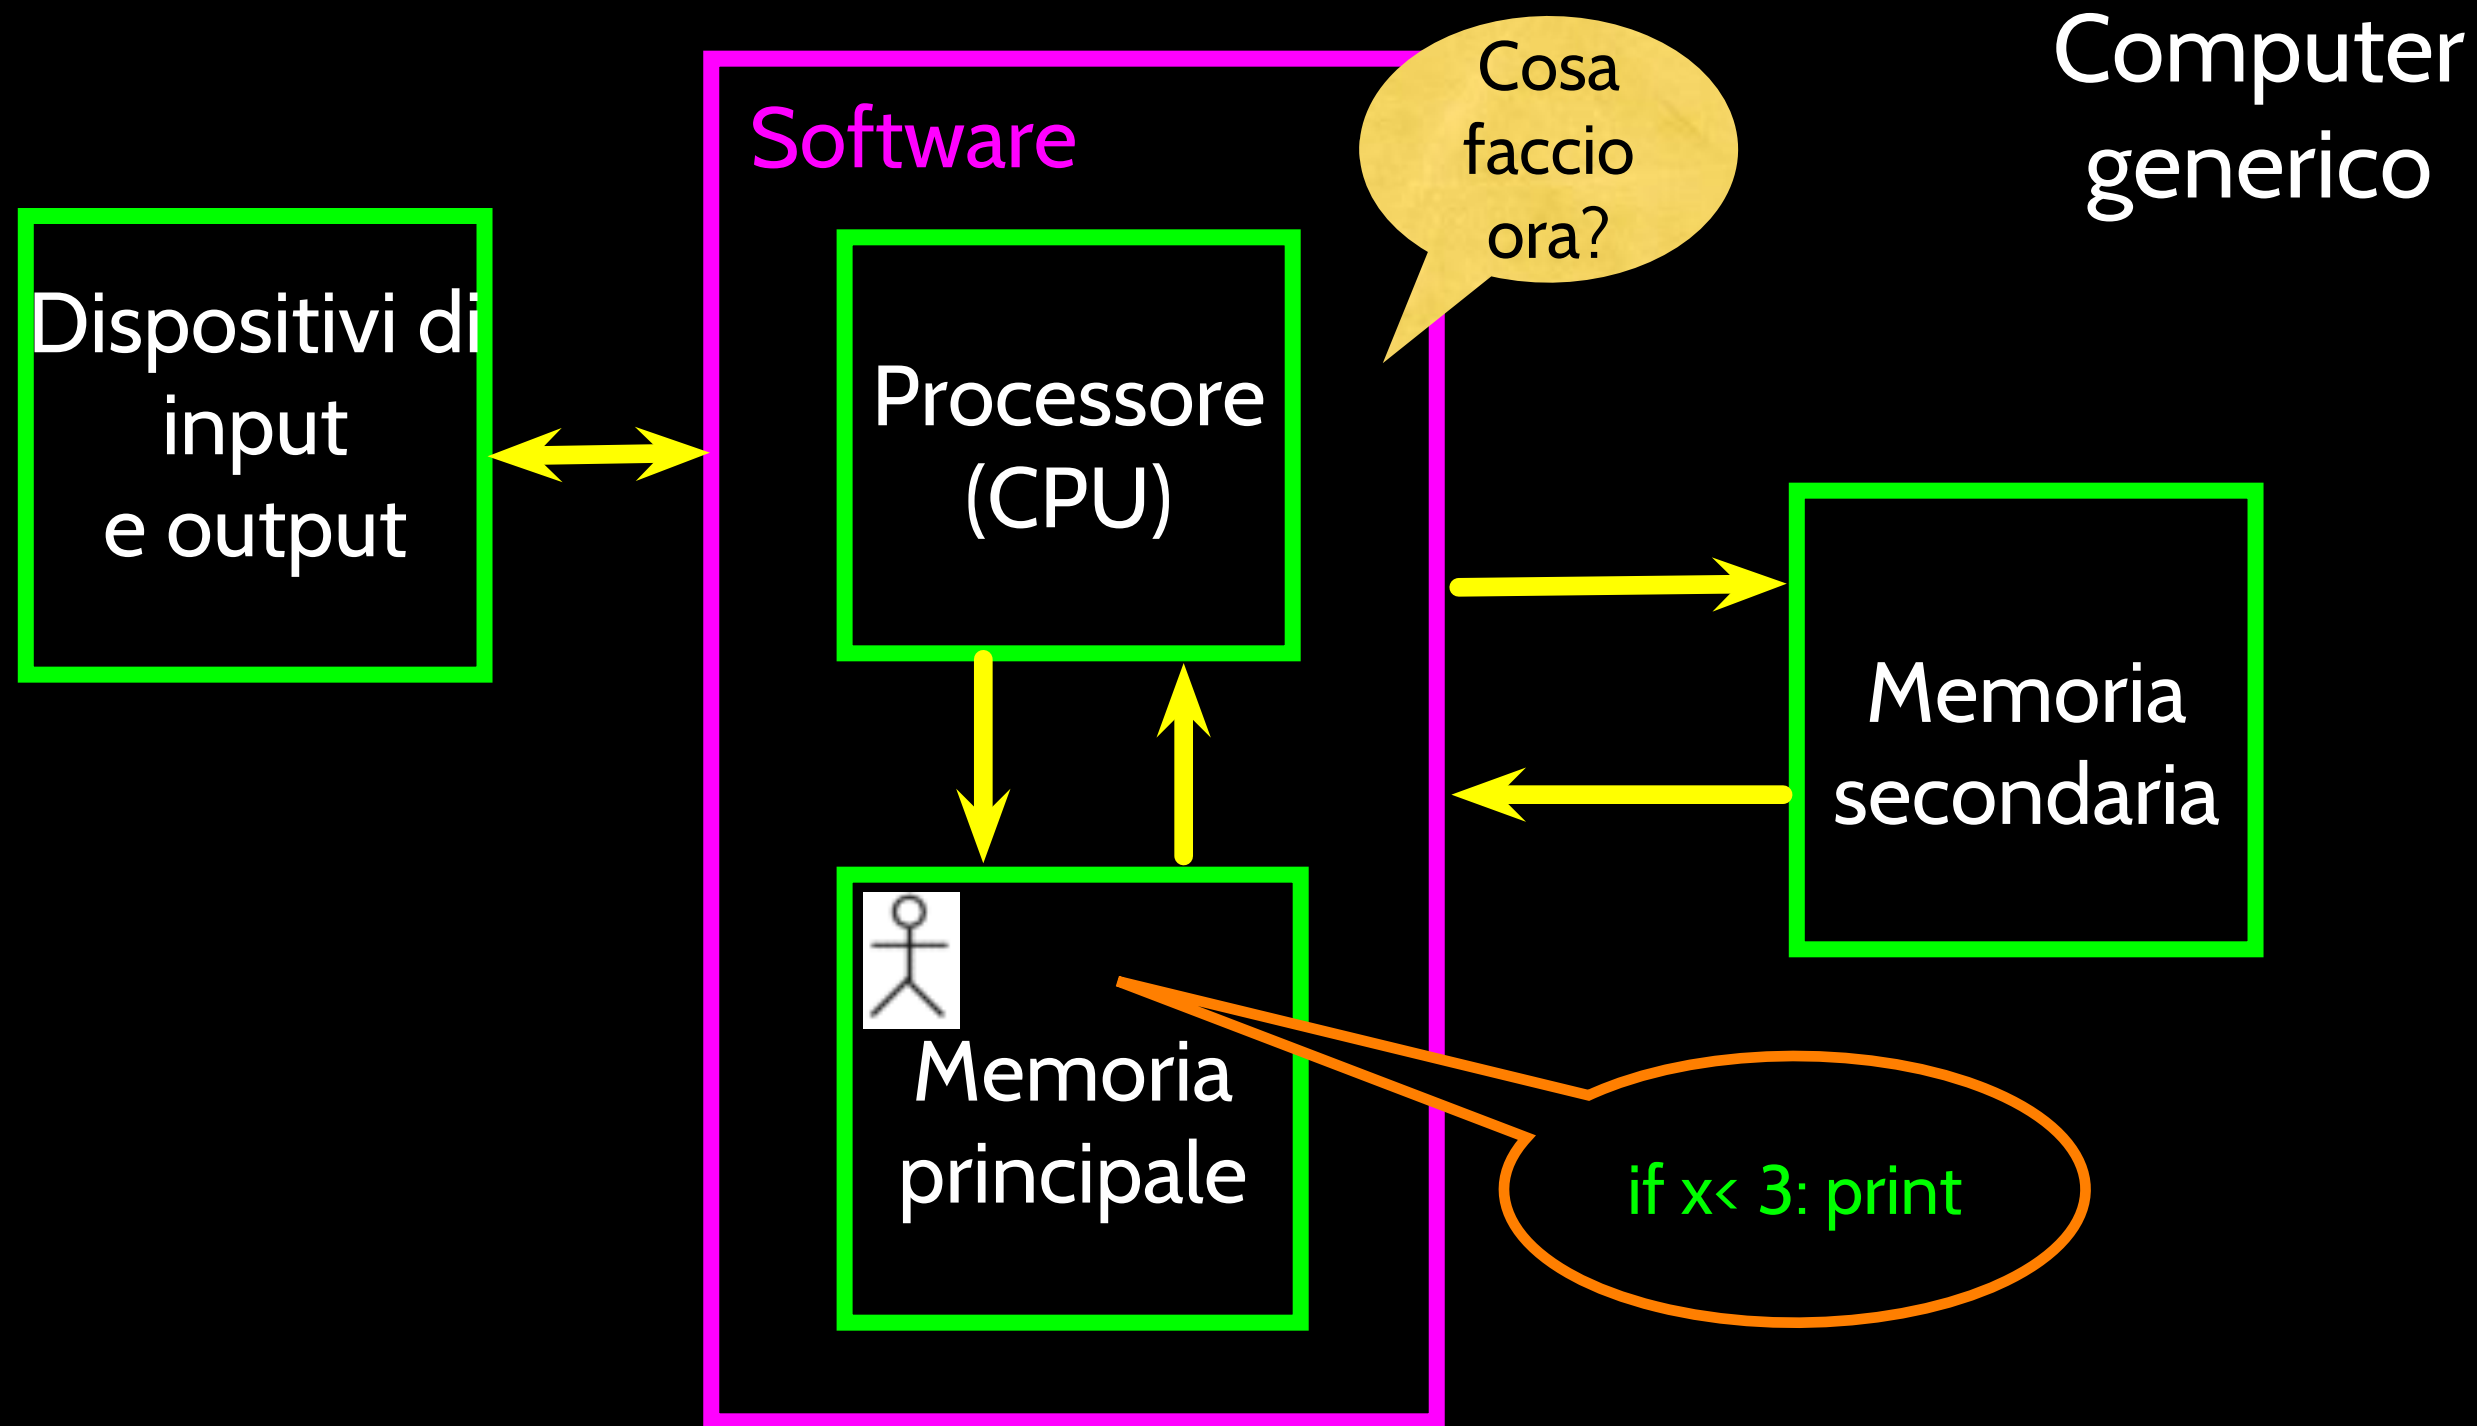 Computer
generico
Software
Cosa
faccio
ora?
Dispositivi di
input
e output
Processore
(CPU)
Memoria
secondaria
Memoria
principale
if x< 3: print